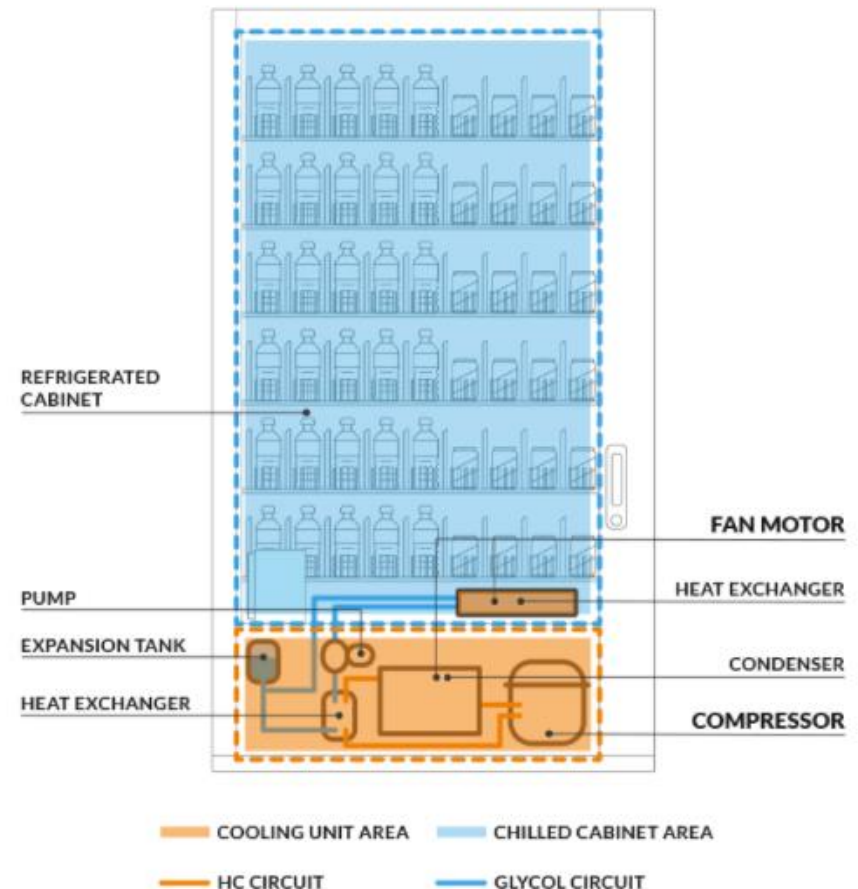 REFRIGERATED
CABINET
FAN MOTOR
PUMP
HEAT EXCHANGER
EXPANSION TANK
CONDENSER
HEAT EXCHANGER
COMPRESSOR
COOLING UNIT AREA
CHILLED CABINET AREA
HC CIRCUIT
GLYCOL CIRCUIT